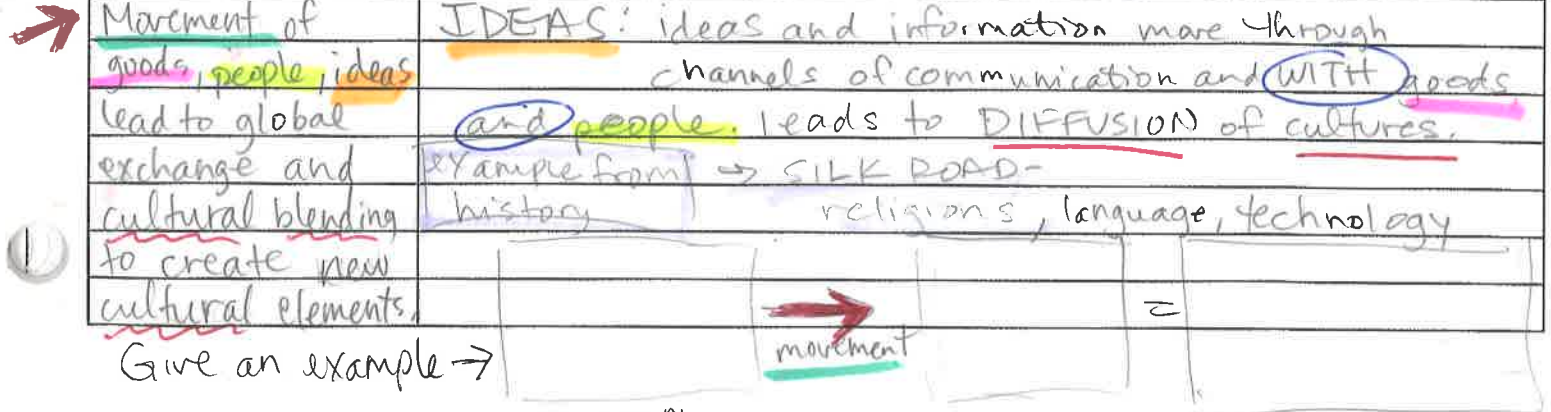 Movement of
goods, people, ideas
lead to global
exchange and
cultural blending
to create new
cultural elements.
IDEAS: ideas and information move through
channels of communication and WITH goods
and people. leads to DIFFUSION of cultures.
example from → SILK ROAD-
history religions, language, technology
=
movement
Give an example →